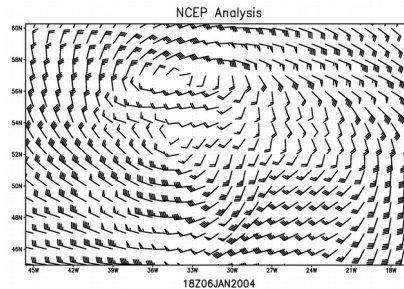 NCEP Analysis
60N
58N
56N
54N
52N
50N
48N
46N
45W 42W 39W 36W 33W 30W 27W 24W 21W 18W
18Z06JAN2004